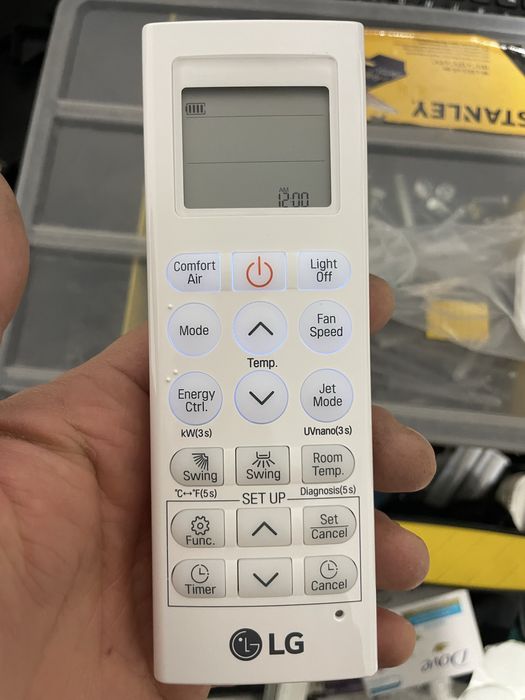 STANLEY
AM
12:00
Comfort
Air
Light
Off
Mode
Fan
Speed
Temp.
Energy
Ctrl.
Jet
Mode
kW(3s)
UVnano(3s)
Swing
Swing
Room
Temp.
°C↔°F(5s)
Diagnosis(5s)
SET UP
Func.
Set
Cancel
Timer
Cancel
LG
Dove